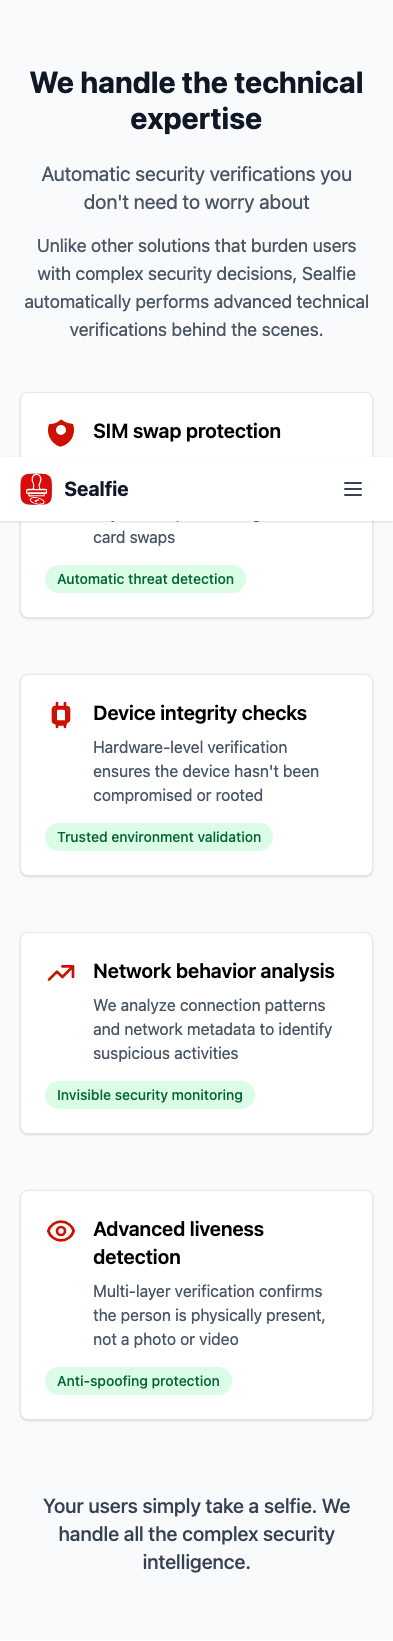 We handle the technical
expertise
Automatic security verifications you
don't need to worry about
Unlike other solutions that burden users
with complex security decisions, Sealfie
automatically performs advanced technical
verifications behind the scenes.
SIM swap protection
Sealfie
card swaps
Automatic threat detection
Device integrity checks
Hardware-level verification
ensures the device hasn't been
compromised or rooted
Trusted environment validation
Network behavior analysis
We analyze connection patterns
and network metadata to identify
suspicious activities
Invisible security monitoring
Advanced liveness
detection
Multi-layer verification confirms
the person is physically present,
not a photo or video
Anti-spoofing protection
Your users simply take a selfie. We
handle all the complex security
intelligence.